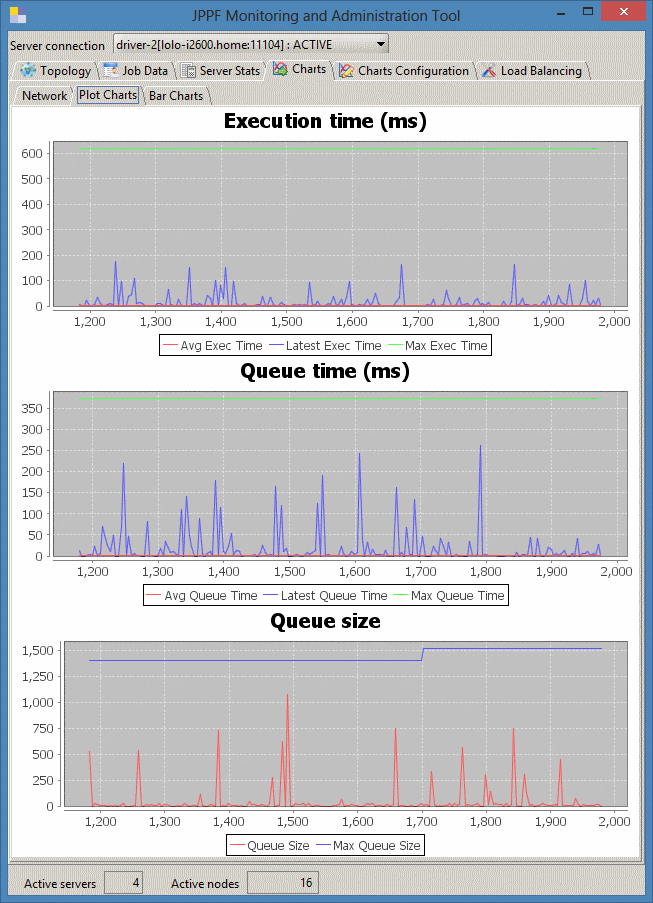 JPPF Monitoring and Administration Tool
Server connection driver-2[lolo-i2600.home:11104] : ACTIVE
Topology Job Data Server Stats Charts Charts Configuration Load Balancing
Network Plot Charts Bar Charts
Execution time (ms)
600
500
400
300
200
100
0
1,200 1,300 1,400 1,500 1,600 1,700 1,800 1,900 2,000
Avg Exec Time Latest Exec Time Max Exec Time
Queue time (ms)
350
300
250
200
150
100
50
0
1,200 1,300 1,400 1,500 1,600 1,700 1,800 1,900 2,000
Avg Queue Time Latest Queue Time Max Queue Time
Queue size
1,500
1,250
1,000
750
500
250
0
1,200 1,300 1,400 1,500 1,600 1,700 1,800 1,900 2,000
Queue Size Max Queue Size
Active servers 4 Active nodes 16